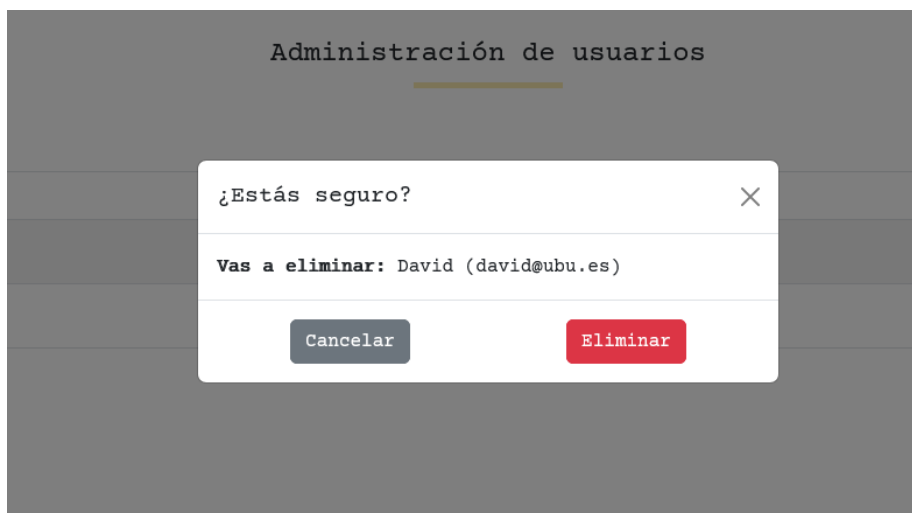 Administración de usuarios
¿Estás seguro?
Vas a eliminar: David (david@ubu.es)
Cancelar
Eliminar